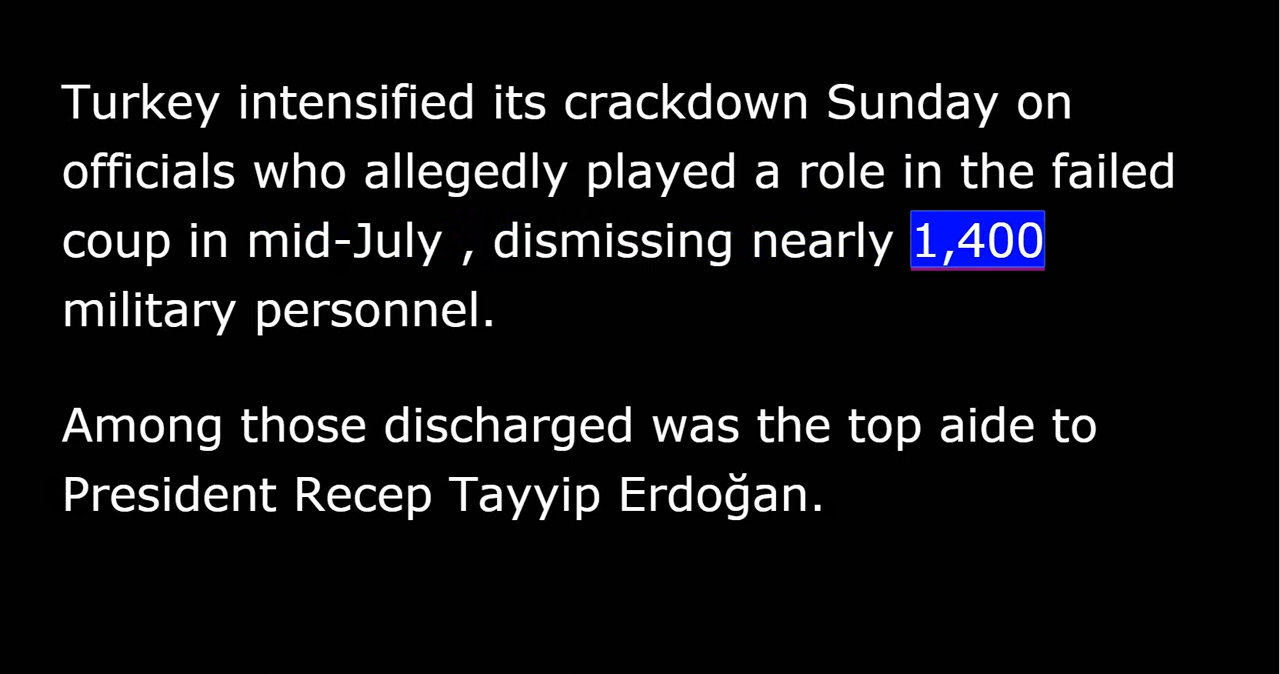 Turkey intensified its crackdown Sunday on
officials who allegedly played a role in the failed
coup in mid-July , dismissing nearly 1,400
military personnel.
Among those discharged was the top aide to
President Recep Tayyip Erdoğan.